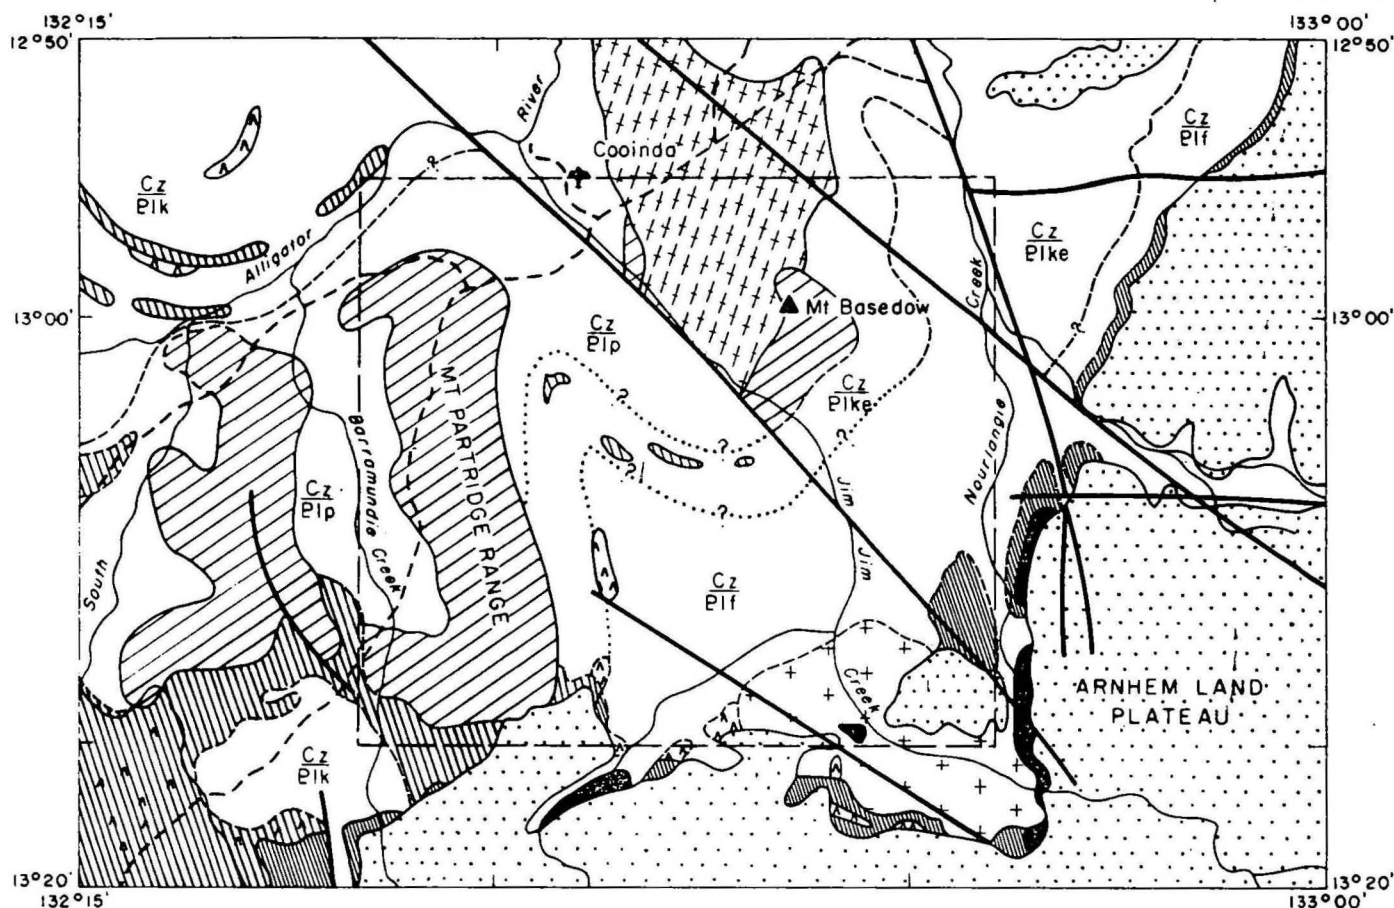 132°15'
133°00'
12°50'
12°50'
River
Cooinda
Cz
Plf
Cz
Plk
?
Alligator
Cz
Plke
Creek
Mt Basedow
13°00'
13°00'
?
Cz
Plp
MT PARTRIDGE RANGE
Barramundie Creek
?
Cz
Plke
?
?
?
?
Nourlangie
Jim
Cz
Plp
South
Jim
Cz
Plf
Creek
ARNHEM LAND
PLATEAU
Cz
Plk
13°20'
13°20'
132°15'
133°00'